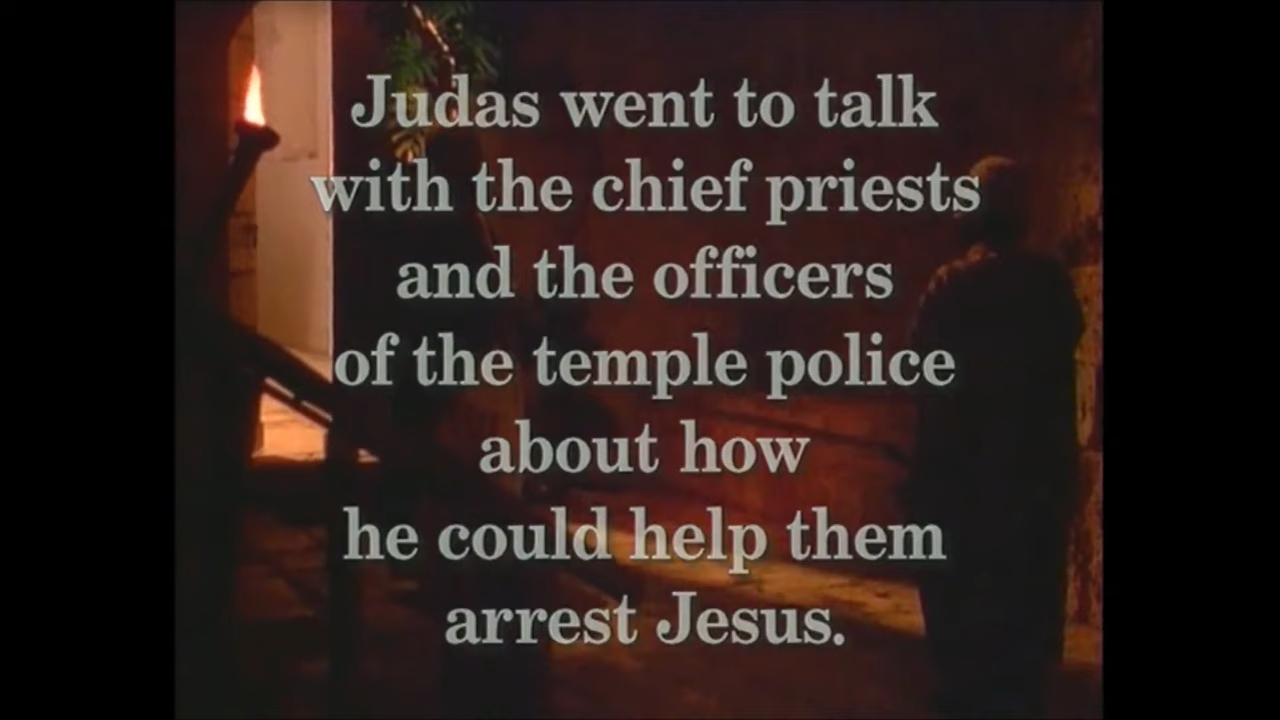 Judas went to talk
with the chief priests
and the officers
of the temple police
about how
he could help them
arrest Jesus.